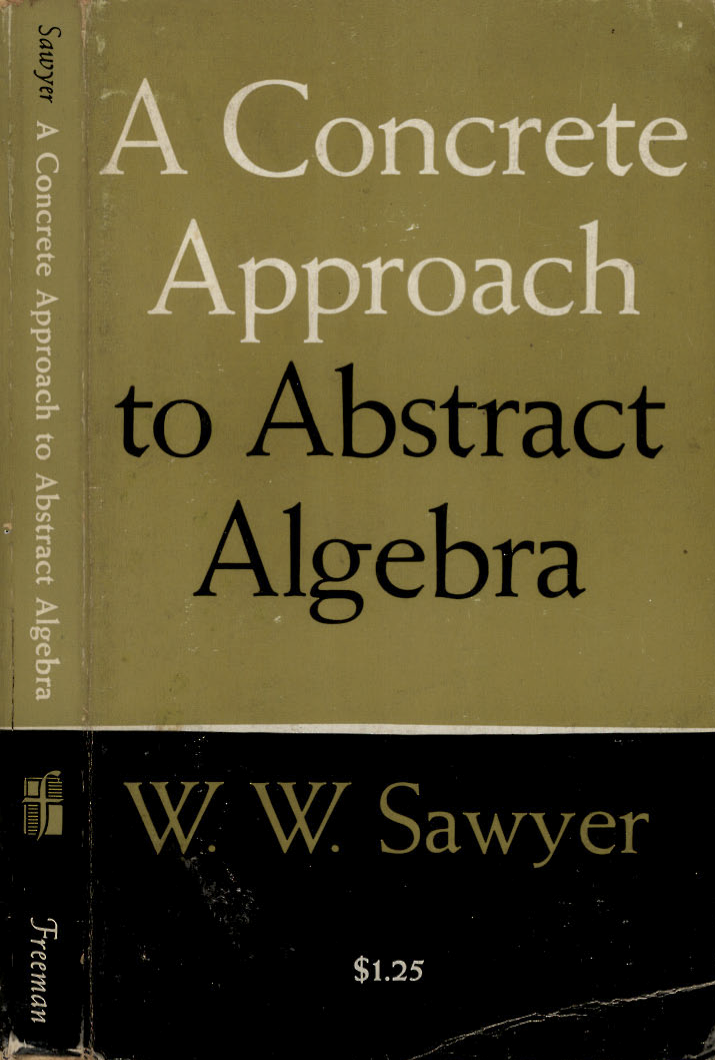 Sawyer A Concrete Approach to Abstract Algebra
Freeman
A Concrete
Approach
to Abstract
Algebra
W. W. Sawyer
$1.25